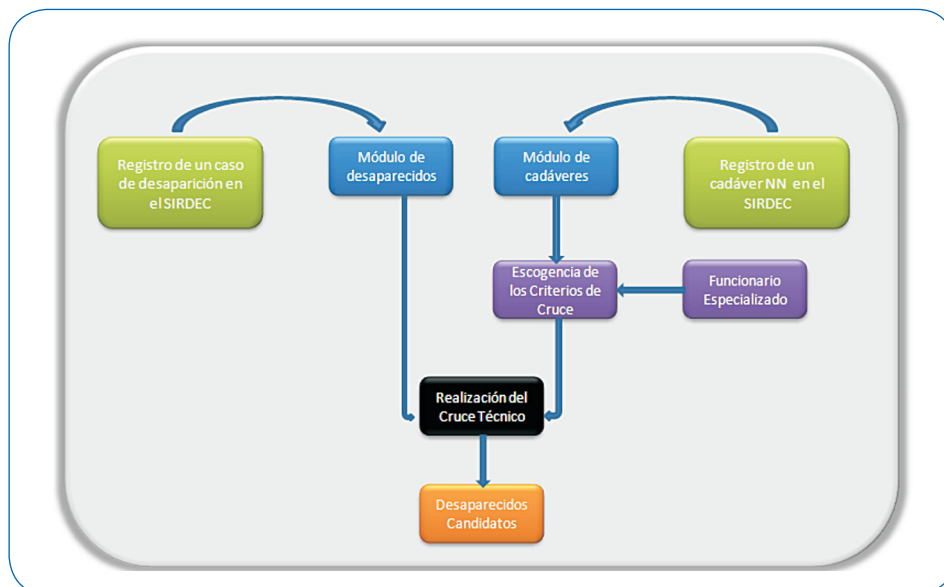 Registro de un caso
de desaparición en
el SIRDEC
Módulo de
desaparecidos
Módulo de
cadáveres
Registro de un
cadáver NN en el
SIRDEC
Escogencia de
los Criterios de
Cruce
Funcionario
Especializado
Realización del
Cruce Técnico
Desaparecidos
Candidatos